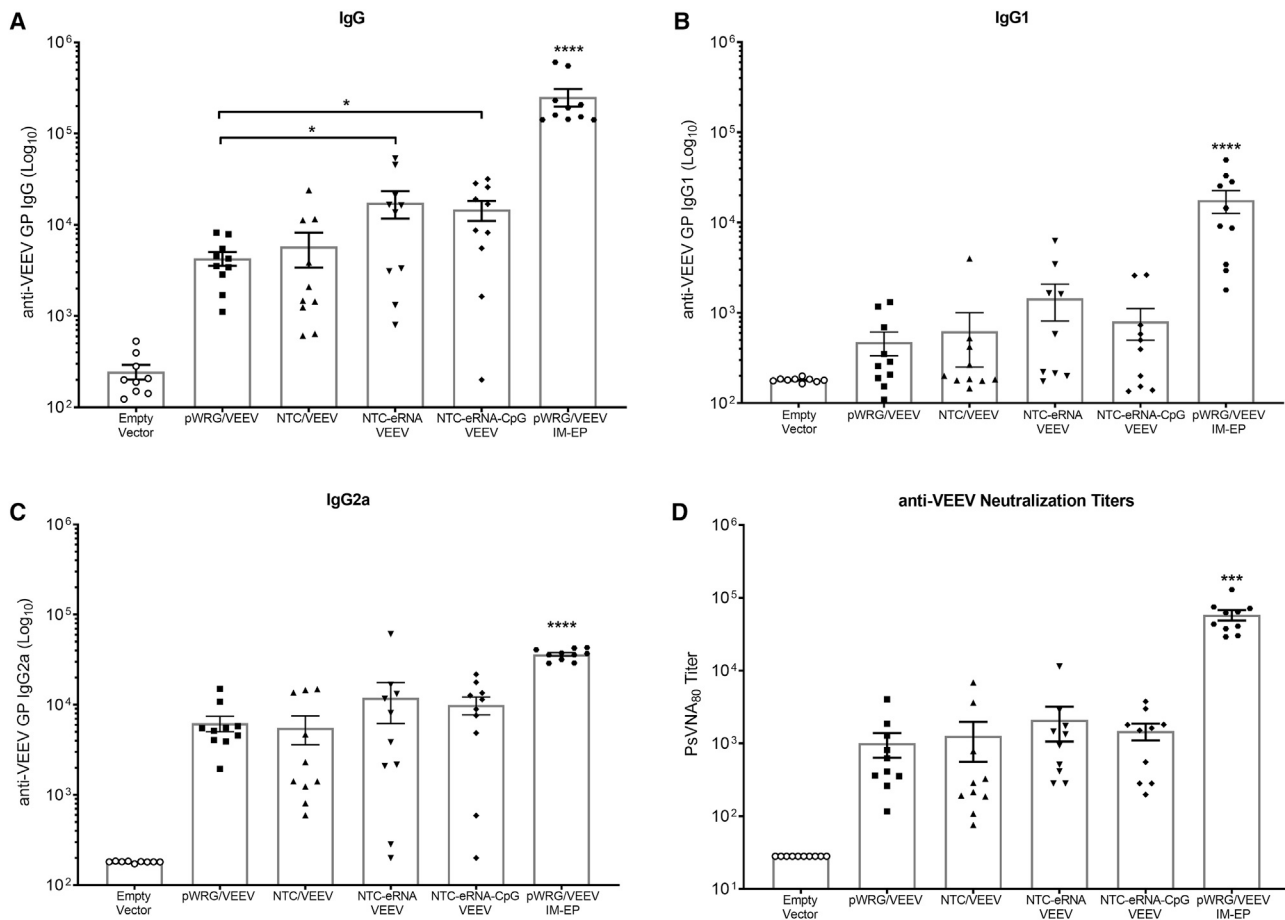 A
IgG
anti-VEEV GP IgG (Log10)
10^6
10^5
10^4
10^3
10^2
****
*
*
Empty
Vector
pWRG/VEEV
NTC/VEEV
NTC-eRNA
VEEV
NTC-eRNA-CpG
VEEV
pWRG/VEEV
IM-EP
B
IgG1
anti-VEEV GP IgG1 (Log10)
10^6
10^5
10^4
10^3
10^2
****
Empty
Vector
pWRG/VEEV
NTC/VEEV
NTC-eRNA
VEEV
NTC-eRNA-CpG
VEEV
pWRG/VEEV
IM-EP
C
IgG2a
anti-VEEV GP IgG2a (Log10)
10^6
10^5
10^4
10^3
10^2
****
Empty
Vector
pWRG/VEEV
NTC/VEEV
NTC-eRNA
VEEV
NTC-eRNA-CpG
VEEV
pWRG/VEEV
IM-EP
D
anti-VEEV Neutralization Titers
PsVNA80 Titer
10^6
10^5
10^4
10^3
10^2
10^1
***
Empty
Vector
pWRG/VEEV
NTC/VEEV
NTC-eRNA
VEEV
NTC-eRNA-CpG
VEEV
pWRG/VEEV
IM-EP